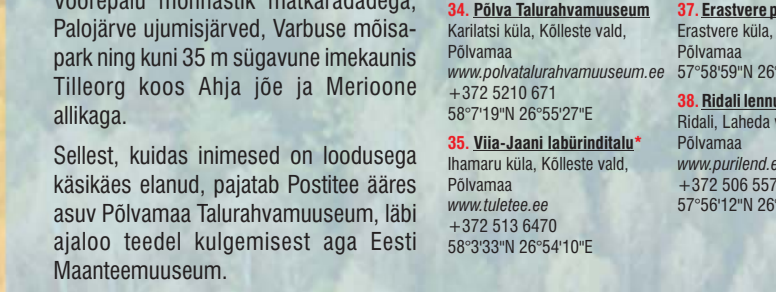 Voorepalu mõhnastik matkaradadega,
Palojärve ujumisjärved, Varbuse mõisa-
park ning kuni 35 m sügavune imekaunis
Tilleorg koos Ahja jõe ja Merioone
allikaga.
Sellest, kuidas inimesed on loodusega
käsikäes elanud, pajatab Postitee ääres
asuv Põlvamaa Talurahvamuuseum, läbi
ajaloo teedel kulgemisest aga Eesti
Maanteemuuseum.
34. Põlva Talurahvamuuseum
Karilatsi küla, Kõlleste vald,
Põlvamaa
www.polvatalurahvamuuseum.ee
+372 5210 671
58°7'19"N 26°55'27"E
35. Viia-Jaani labürinditalu*
Ihamaru küla, Kõlleste vald,
Põlvamaa
www.tuletee.ee
+372 513 6470
58°3'33"N 26°54'10"E
37. Erastvere
Erastvere küla,
Põlvamaa
57°58'59"N 26°
38. Ridali
Ridali, Laheda
Põlvamaa
www.purilend.
+372 506 557
57°56'12"N 26°